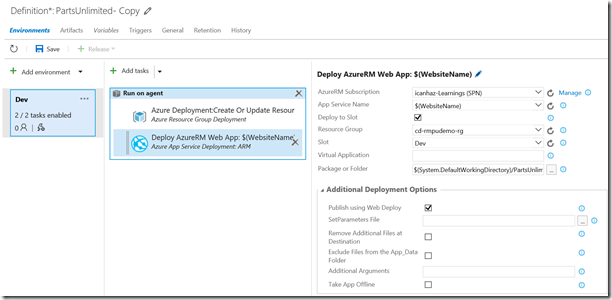 Definition*: PartsUnlimited- Copy
Environments Artifacts Variables Triggers General Retention History
Save Release
Add environment
Add tasks
Dev ...
2 / 2 tasks enabled
0
Run on agent
Azure Deployment:Create Or Update Resour
Azure Resource Group Deployment
Deploy AzureRM Web App: $(WebsiteName)
Azure App Service Deployment: ARM
Deploy AzureRM Web App: $(WebsiteName)
AzureRM Subscription icanhaz-Learnings (SPN) Manage
App Service Name $(WebsiteName)
Deploy to Slot
Resource Group cd-rmpudemo-rg
Slot Dev
Virtual Application
Package or Folder $(System.DefaultWorkingDirectory)/PartsUnlim ...
Additional Deployment Options
Publish using Web Deploy
SetParameters File ...
Remove Additional Files at
Destination
Exclude Files from the App_Data
Folder
Additional Arguments
Take App Offline